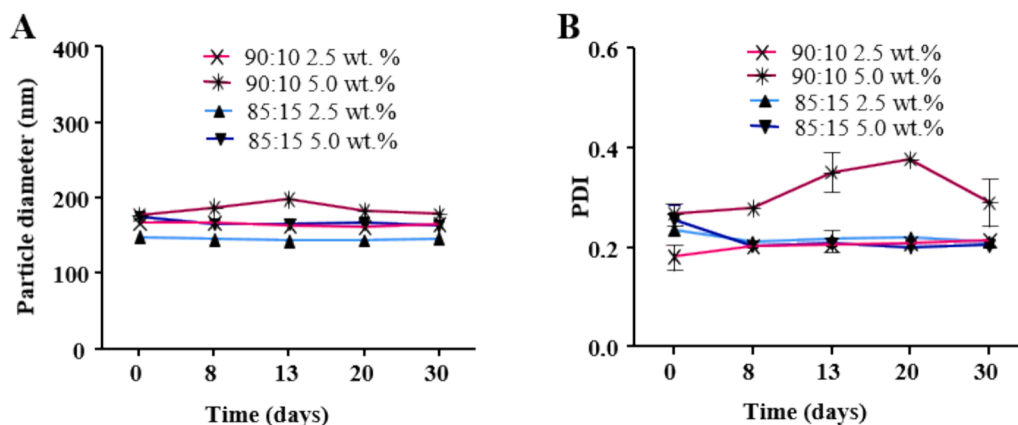 A
400
300
200
100
0
Particle diameter (nm)
90:10 2.5 wt. %
90:10 5.0 wt.%
85:15 2.5 wt.%
85:15 5.0 wt.%
0 8 13 20 30
Time (days)
B
0.6
0.4
0.2
0.0
PDI
90:10 2.5 wt.%
90:10 5.0 wt.%
85:15 2.5 wt.%
85:15 5.0 wt.%
0 8 13 20 30
Time (days)